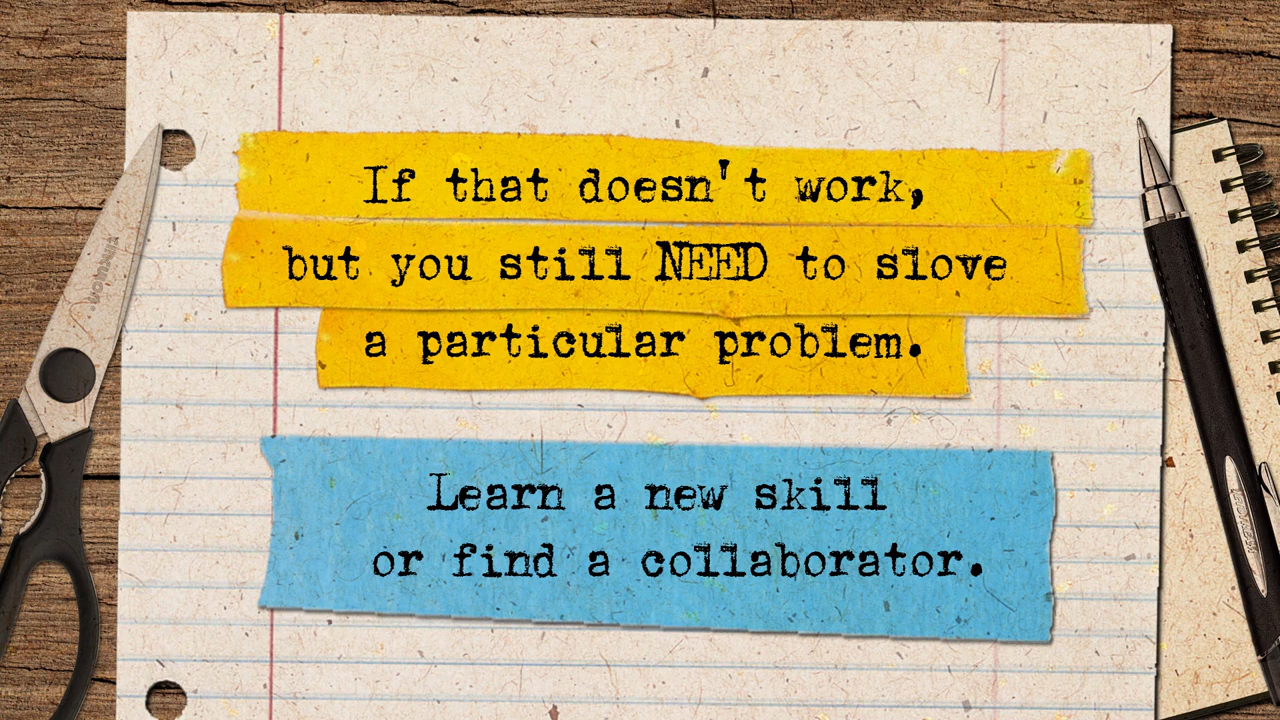 If that doesn't work,
but you still NEED to slove
a particular problem.
Learn a new skill
or find a collaborator.